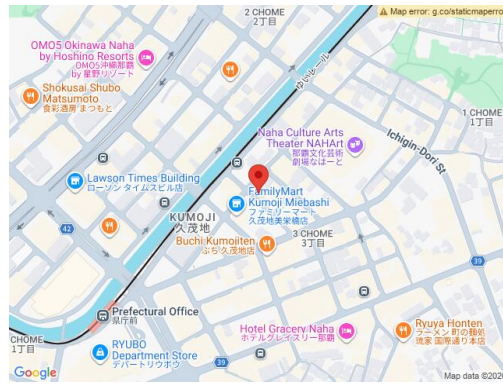 2 CHOME
2丁目
Map error: g.co/staticmaperro
OMO5 Okinawa Naha
by Hoshino Resorts
OMO5沖縄那覇
by 星野リゾート
ゆいレール
Shokusai Shubo
Matsumoto
食彩酒房 まつもと
1 CHOME
1丁目
Naha Culture Arts
Theater NAHArt
那覇文化芸術
劇場なはーと
Ichigin-Dori St
Lawson Times Building
ローソン タイムスビル店
FamilyMart
Kumoji Miebashi
ファミリーマート
久茂地美栄橋店
KUMOJI
久茂地
42
3 CHOME
3丁目
Buchi Kumojiten
ぶち 久茂地店
39
Prefectural Office
県庁前
CHOME
1丁目
RYUBO
Department Store
デパートリウボウ
Hotel Gracery Naha
ホテルグレイスリー那覇
Ryuya Honten
ラーメン 町の麵処
琉家 国際通り本店
39
Google
Map data ©202